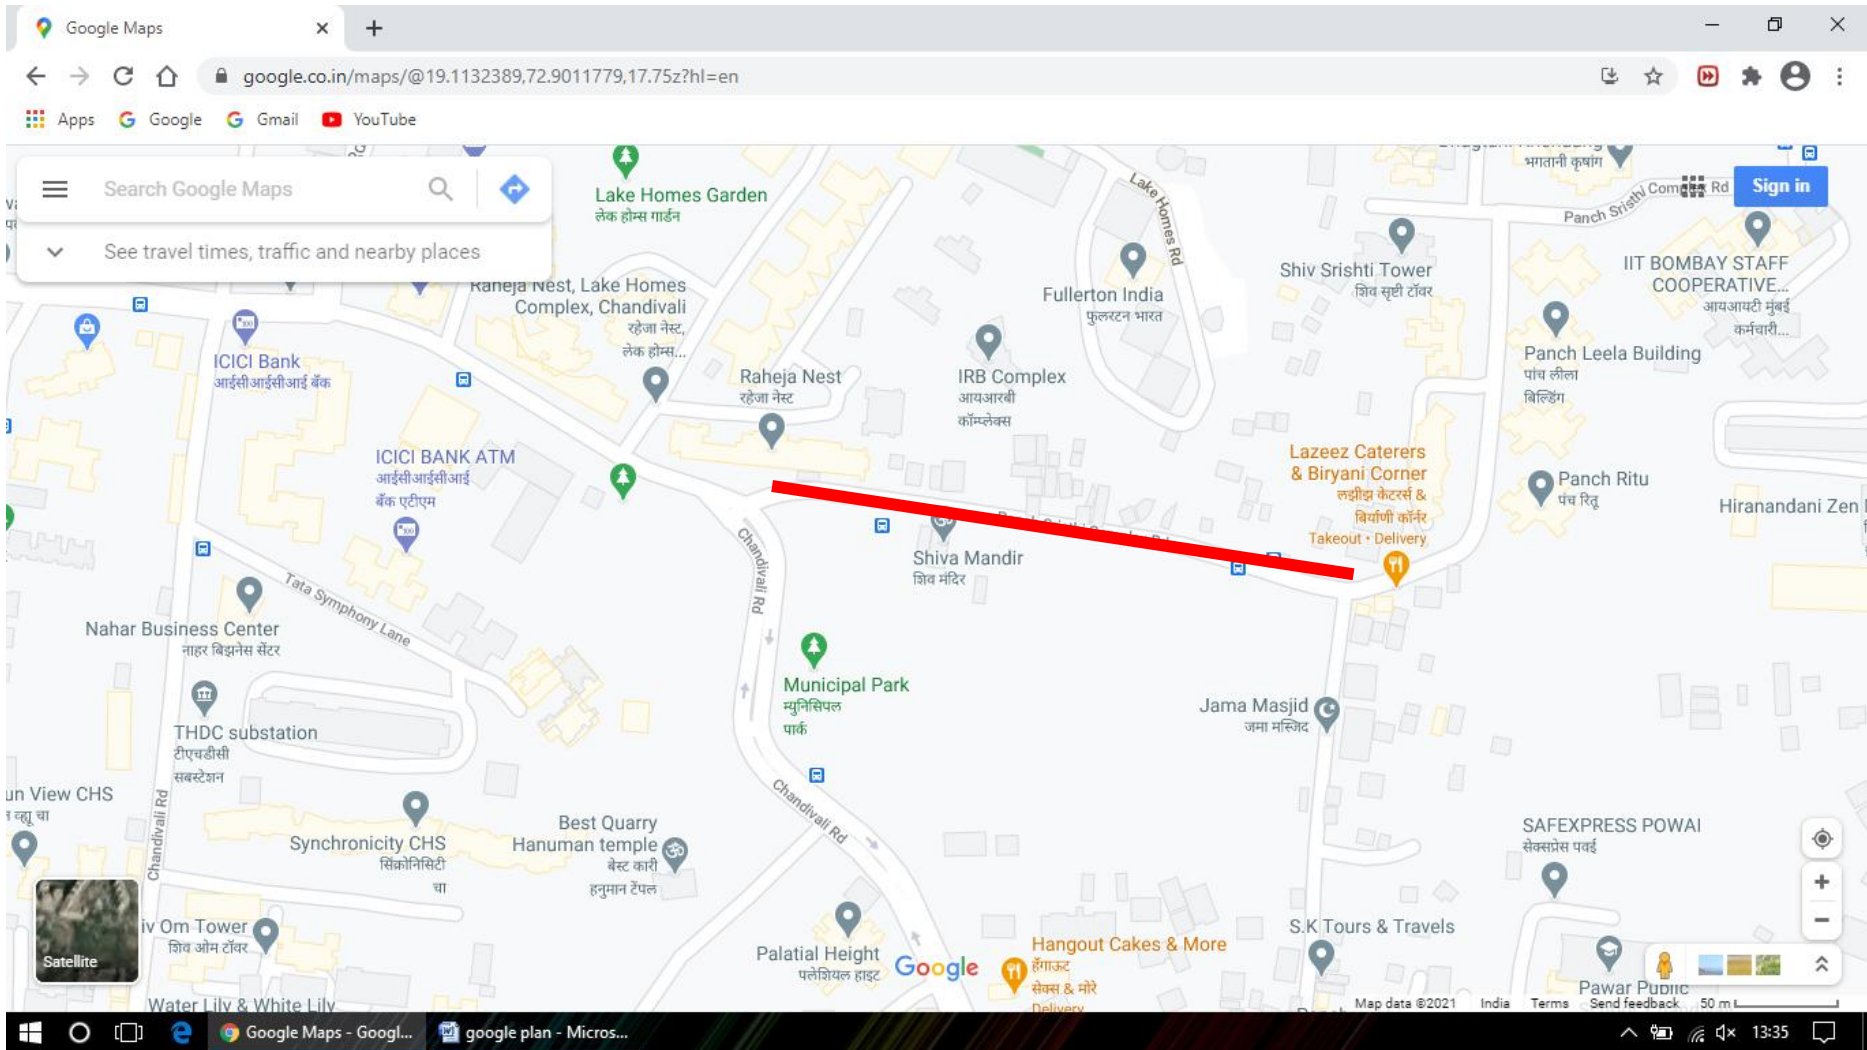 Google Maps
google.co.in/maps/@19.1132389,72.9011779,17.75z?hl=en
Apps
Google
Gmail
YouTube
Search Google Maps
See travel times, traffic and nearby places
Sign in
Lake Homes Garden
लेक होम्स गार्डन
Lake Homes Rd
भगतानी कृषांग
Panch Sristhi Complex Rd
Shiv Srishti Tower
शिव सृष्टी टॉवर
IIT BOMBAY STAFF
COOPERATIVE...
आयआयटी मुंबई
कर्मचारी...
Raheja Nest, Lake Homes
Complex, Chandivali
रहेजा नेस्ट,
लेक होम्स...
Fullerton India
फुलरटन भारत
ICICI Bank
आईसीआईसीआई बँक
Raheja Nest
रहेजा नेस्ट
IRB Complex
आयआरबी
कॉम्प्लेक्स
Panch Leela Building
पांच लीला
बिल्डिंग
ICICI BANK ATM
आईसीआईसीआई
बँक एटीएम
Lazeez Caterers
& Biryani Corner
लझीझ केटरर्स &
बिर्याणी कॉर्नर
Takeout • Delivery
Panch Ritu
पंच रितू
Hiranandani Zen
Chandivali Rd
Shiva Mandir
शिव मंदिर
Tata Symphony Lane
Nahar Business Center
नाहर बिझनेस सेंटर
Municipal Park
म्युनिसिपल
पार्क
Jama Masjid
जमा मस्जिद
THDC substation
टीएचडीसी
सबस्टेशन
un View CHS
Chandivali Rd
Chandivali Rd
Synchronicity CHS
सिंक्रोनिसिटी
चा
Best Quarry
Hanuman temple
बेस्ट कारी
हनुमान टेंपल
SAFEXPRESS POWAI
सेक्सप्रेस पवई
iv Om Tower
शिव ओम टॉवर
Satellite
Palatial Height
पलेशियल हाइट
Google
Hangout Cakes & More
हँगाऊट
सेक्स & मोरे
Delivery
S.K Tours & Travels
Pawar Public
Water Lily & White Lily
Map data ©2021
India
Terms
Send feedback
50 m
Google Maps - Googl...
google plan - Micros...
13:35